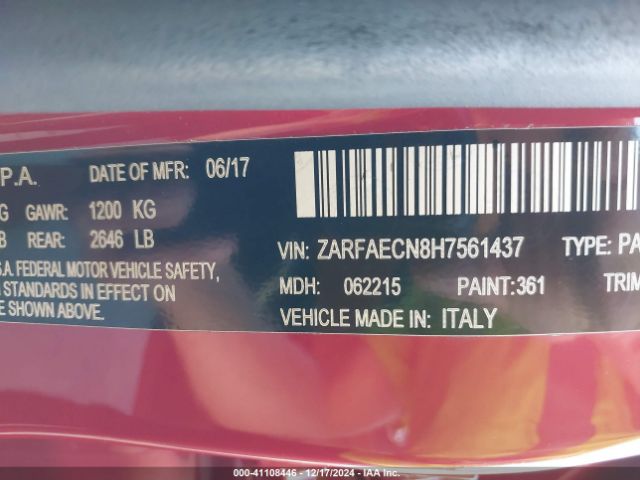 P.A. DATE OF MFR: 06/17
G GAWR: 1200 KG
B REAR: 2646 LB
S.A. FEDERAL MOTOR VEHICLE SAFETY,
STANDARDS IN EFFECT ON
E SHOWN ABOVE.
VIN: ZARFAECN8H7561437 TYPE: PA
MDH: 062215 PAINT:361 TRIM
VEHICLE MADE IN: ITALY
000-41108446 - 12/17/2024 - IAA Inc.